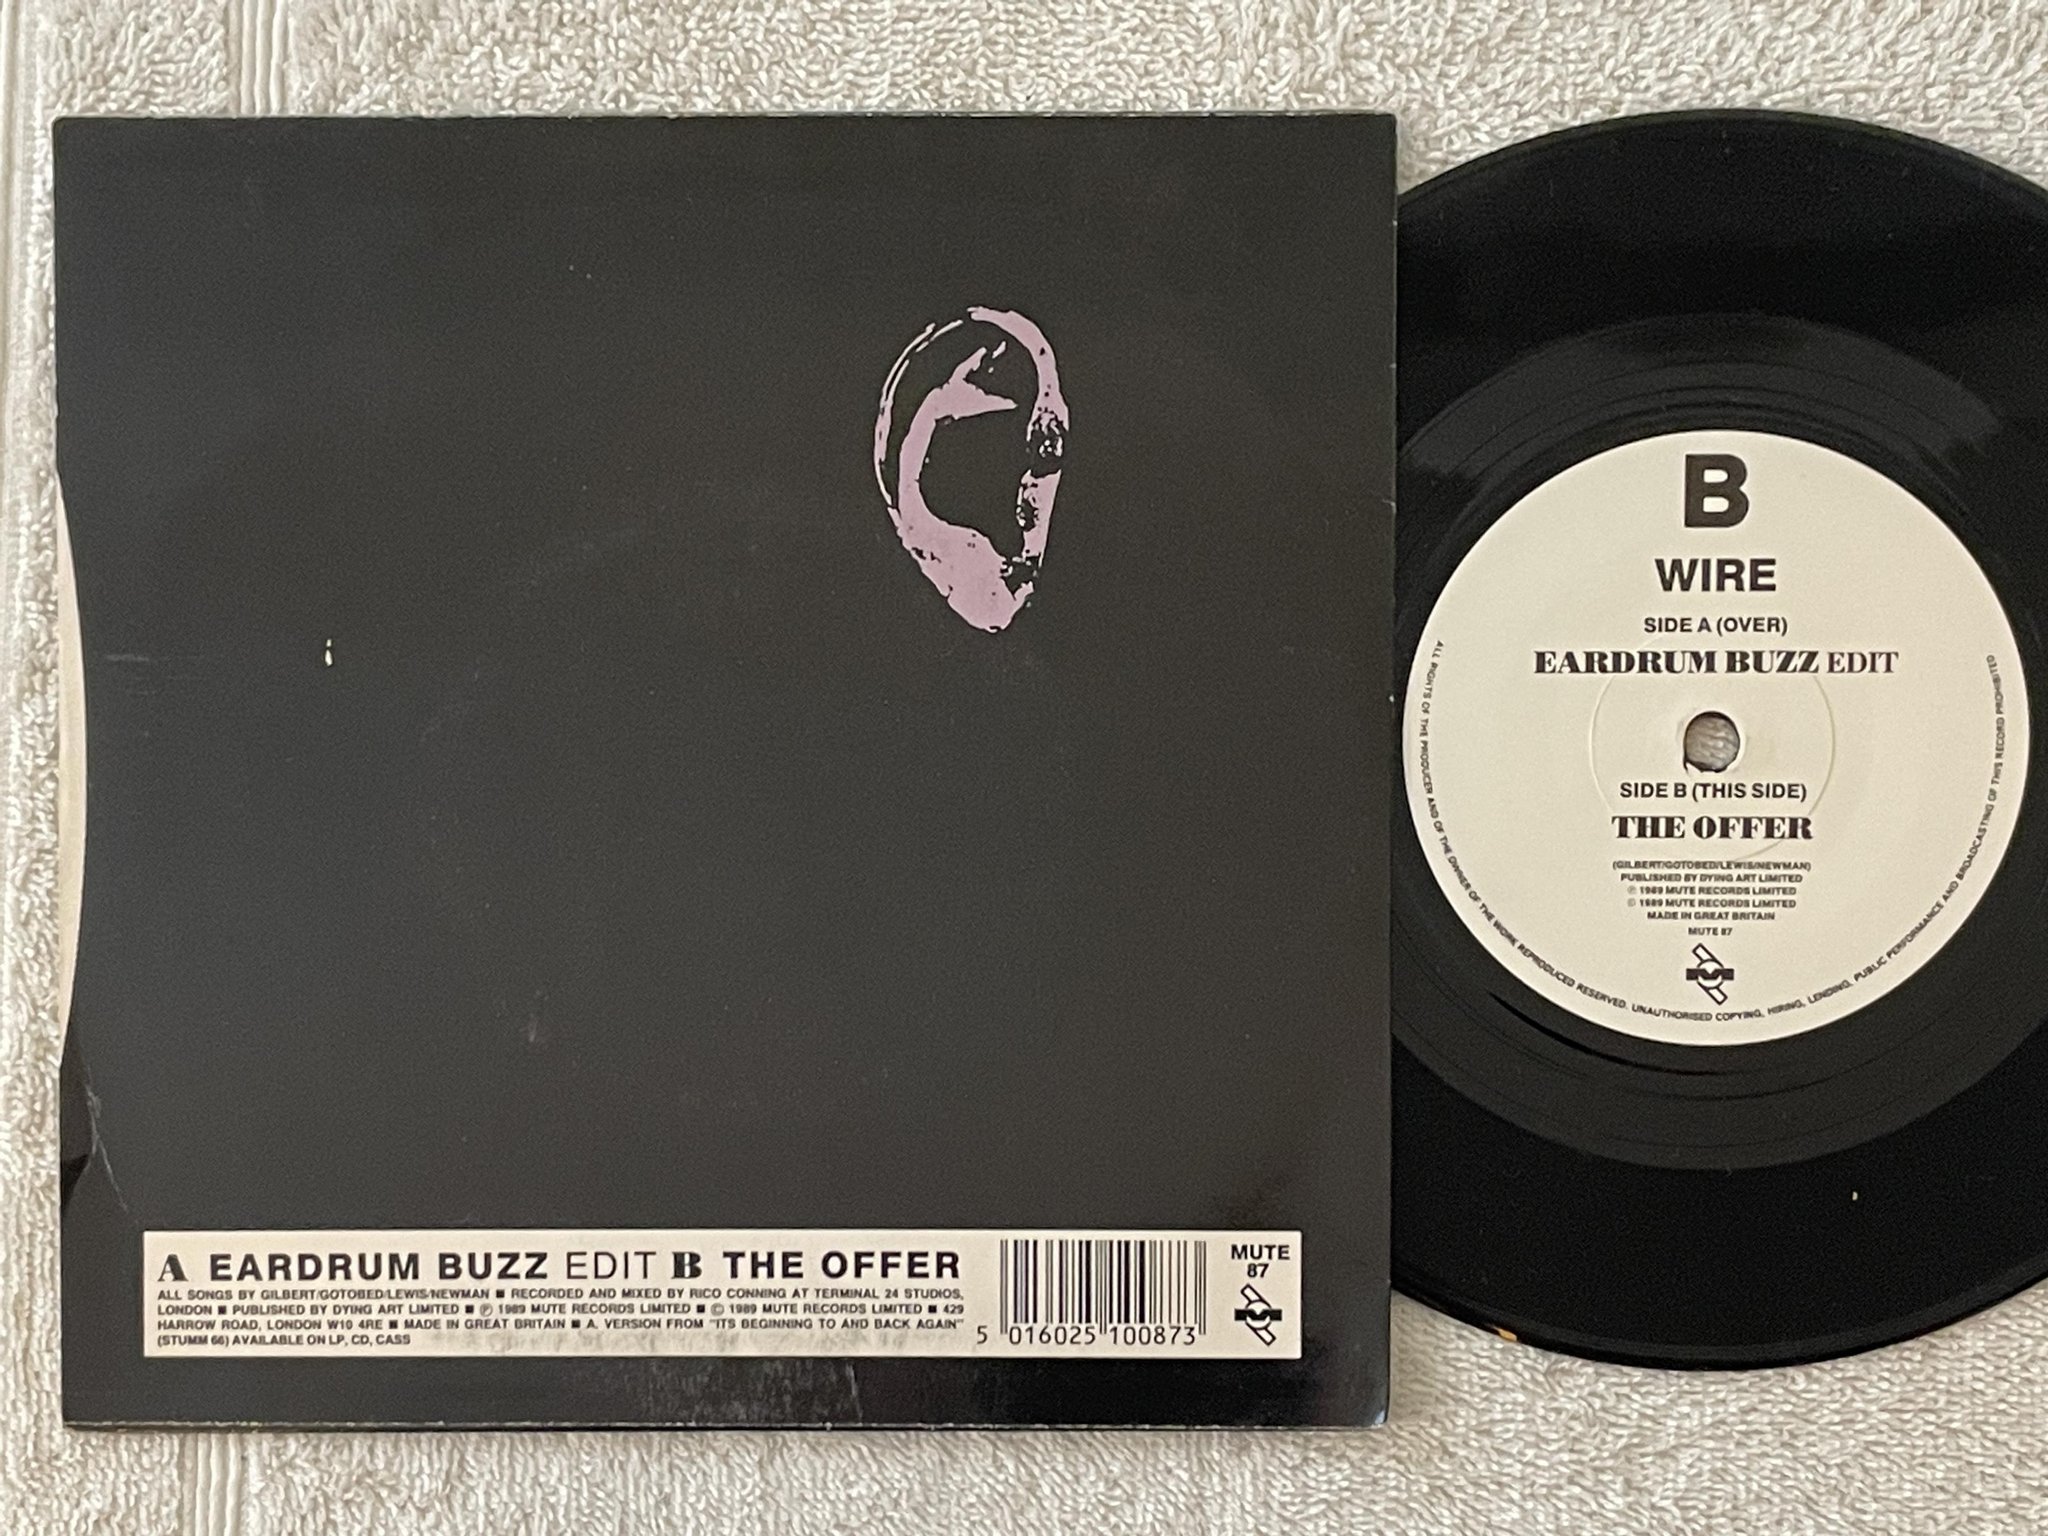 A EARDRUM BUZZ EDIT B THE OFFER
ALL SONGS BY GILBERT/GOTOBED/LEWIS/NEWMAN ■ RECORDED AND MIXED BY RICO CONNING AT TERMINAL 24 STUDIOS,
LONDON ■ PUBLISHED BY DYING ART LIMITED ■ ℗ 1989 MUTE RECORDS LIMITED ■ © 1989 MUTE RECORDS LIMITED ■ 429
HARROW ROAD, LONDON W10 4RE ■ MADE IN GREAT BRITAIN ■ A. VERSION FROM "ITS BEGINNING TO AND BACK AGAIN"
(STUMM 66) AVAILABLE ON LP, CD, CASS
5 016025 100873
MUTE
87
B
WIRE
SIDE A (OVER)
EARDRUM BUZZ EDIT
SIDE B (THIS SIDE)
THE OFFER
(GILBERT/GOTOBED/LEWIS/NEWMAN)
PUBLISHED BY DYING ART LIMITED
℗ 1989 MUTE RECORDS LIMITED
© 1989 MUTE RECORDS LIMITED
MADE IN GREAT BRITAIN
MUTE 87
ALL RIGHTS OF THE PRODUCER AND OF THE OWNER OF THE WORK REPRODUCED RESERVED. UNAUTHORISED COPYING, HIRING, LENDING, PUBLIC PERFORMANCE AND BROADCASTING OF THIS RECORD PROHIBITED